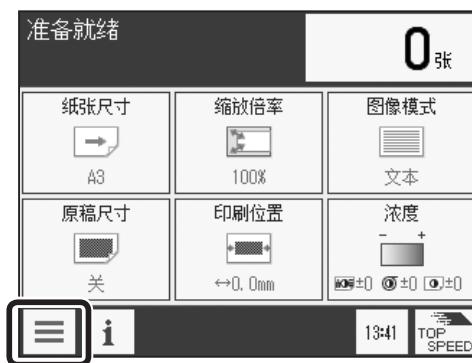 准备就绪
0张
纸张尺寸
缩放倍率
图像模式
A3
100%
文本
原稿尺寸
印刷位置
浓度
- +
关
↔0.0mm
±0 ±0 ±0
i
13:41
TOP
SPEED